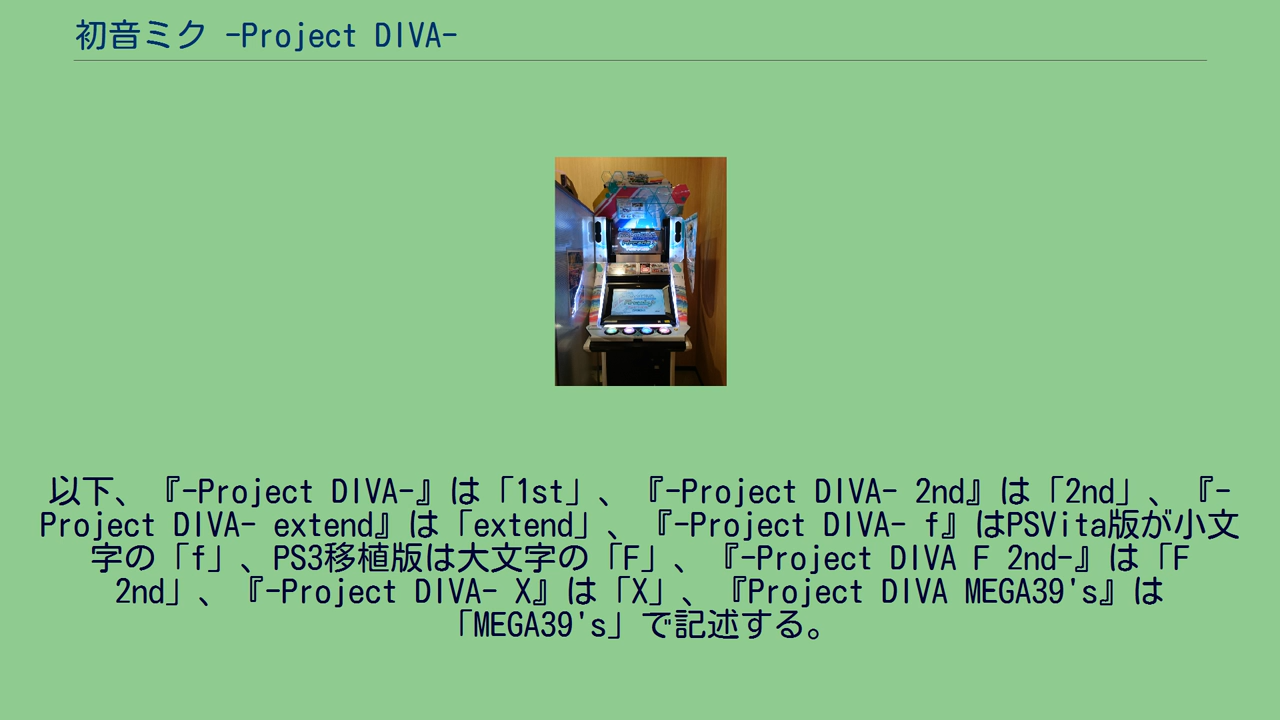 初音ミク -Project DIVA-
以下、『-Project DIVA-』は「1st」、『-Project DIVA- 2nd』は「2nd」、『-
Project DIVA- extend』は「extend」、『-Project DIVA- f』はPSVita版が小文
字の「f」、PS3移植版は大文字の「F」、『-Project DIVA F 2nd-』は「F
2nd」、『-Project DIVA- X』は「X」、『Project DIVA MEGA39's』は
「MEGA39's」で記述する。